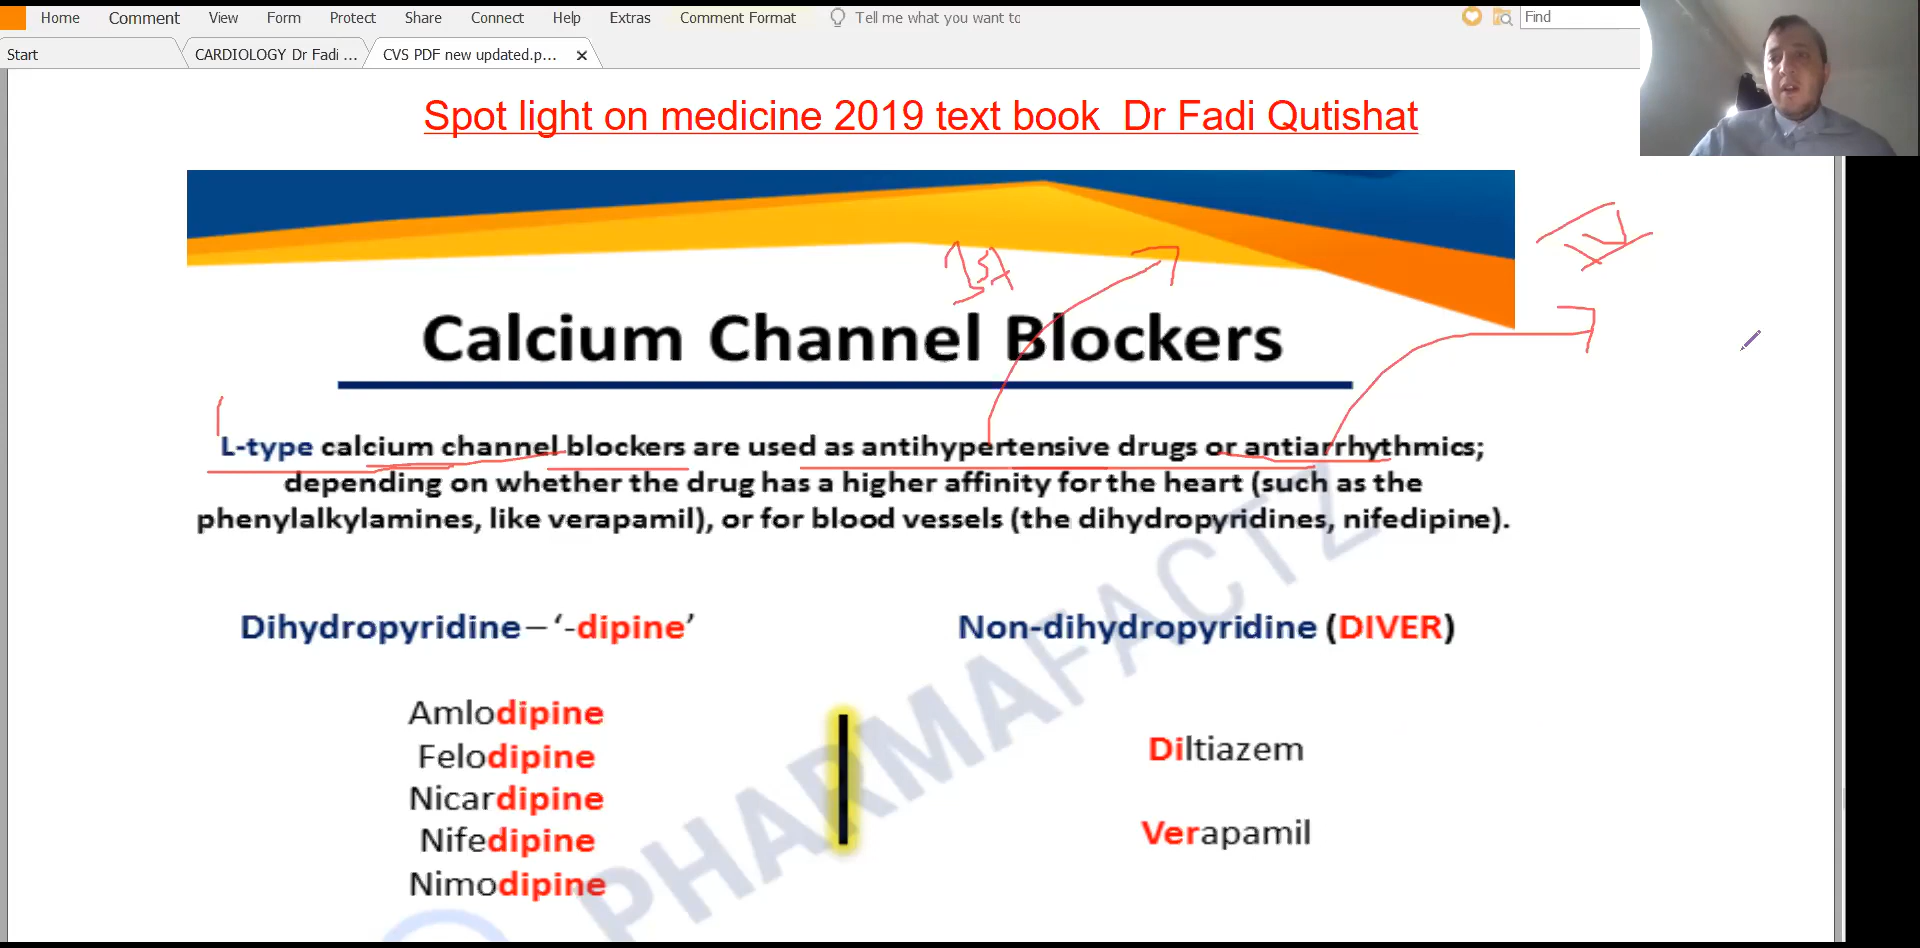 Home Comment View Form Protect Share Connect Help Extras Comment Format Tell me what you want to Find
Start CARDIOLOGY Dr Fadi ... CVS PDF new updated.p...
Spot light on medicine 2019 text book Dr Fadi Qutishat
Calcium Channel Blockers
L-type calcium channel blockers are used as antihypertensive drugs or antiarrhythmics;
depending on whether the drug has a higher affinity for the heart (such as the
phenylalkylamines, like verapamil), or for blood vessels (the dihydropyridines, nifedipine).
Dihydropyridine – ‘-dipine’
Amlodipine
Felodipine
Nicardipine
Nifedipine
Nimodipine
Non-dihydropyridine (DIVER)
Diltiazem
Verapamil
PHARMAFACTZ